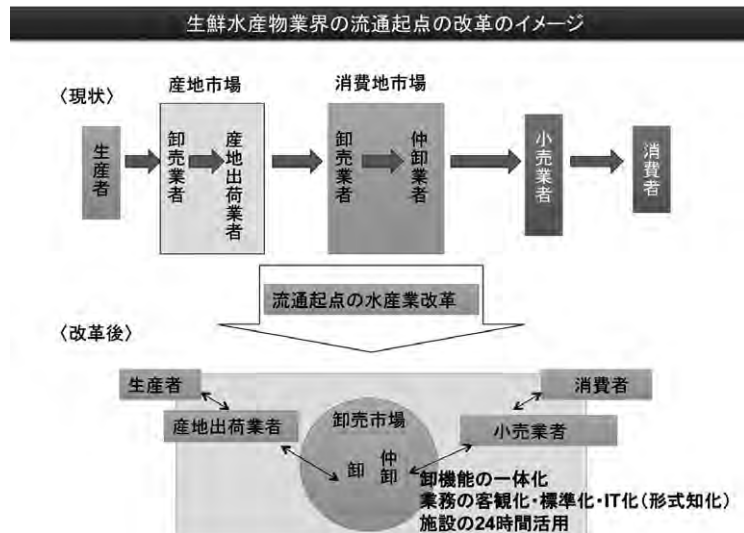 生鮮水産物業界の流通起点の改革のイメージ
〈現状〉
産地市場
消費地市場
生産者
卸売業者
産地出荷業者
卸売業者
仲卸業者
小売業者
消費者
流通起点の水産業改革
〈改革後〉
生産者
消費者
産地出荷業者
卸売市場
小売業者
卸
仲卸
卸機能の一体化
業務の客観化・標準化・IT化(形式知化)
施設の24時間活用